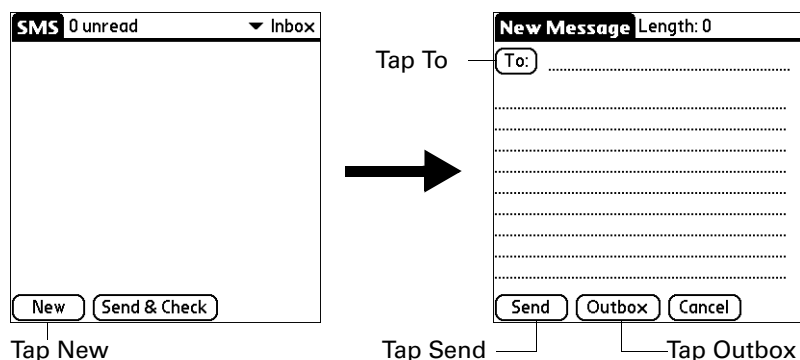 SMS 0 unread Inbox
New Send & Check
Tap New
New Message Length: 0
Tap To
To:
Send Outbox Cancel
Tap Send Tap Outbox